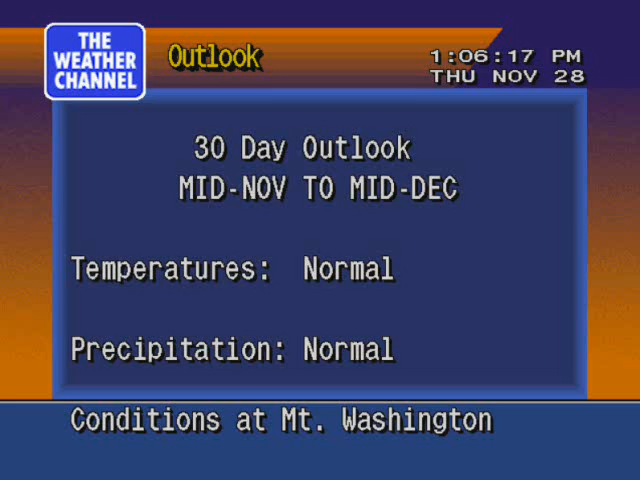 THE
WEATHER
CHANNEL
Outlook
1:06:17 PM
THU NOV 28
30 Day Outlook
MID-NOV TO MID-DEC
Temperatures: Normal
Precipitation: Normal
Conditions at Mt. Washington